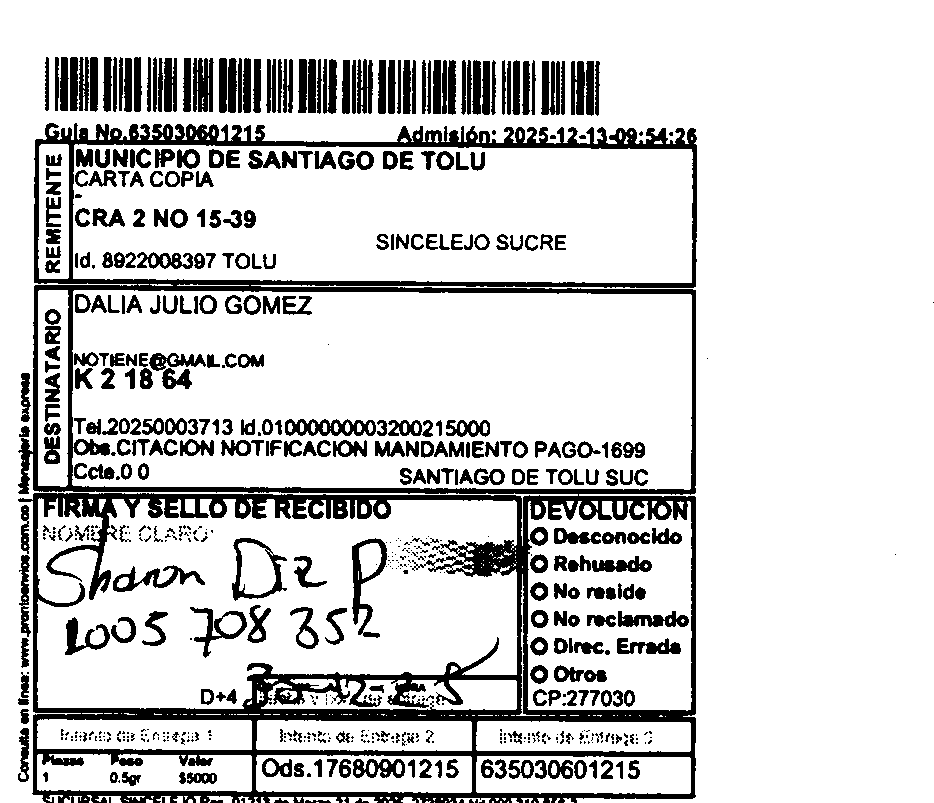 Guia No.635030601215 Admisión: 2025-12-13-09:54:26
REMITENTE
MUNICIPIO DE SANTIAGO DE TOLU
CARTA COPIA
-
CRA 2 NO 15-39
SINCELEJO SUCRE
Id. 8922008397 TOLU
DESTINATARIO
DALIA JULIO GOMEZ
NOTIENE@GMAIL.COM
K 2 18 64
Tel.20250003713 Id.010000000003200215000
Obs.CITACION NOTIFICACION MANDAMIENTO PAGO-1699
Ccte.0 0 SANTIAGO DE TOLU SUC
Consulta en línea: www.prontoenvios.com.co | Mensajería expresa
FIRMA Y SELLO DE RECIBIDO
NOMBRE CLARO:
Sharon Diz P
1005 708 352
D+4
DEVOLUCION
Desconocido
Rehusado
No reside
No reclamado
Direc. Errada
Otros
CP:277030
Intento de Entrega 1 Intento de Entrega 2 Intento de Entrega 3
Piezas Peso Valor
1 0.5gr $5000
Ods.17680901215 635030601215